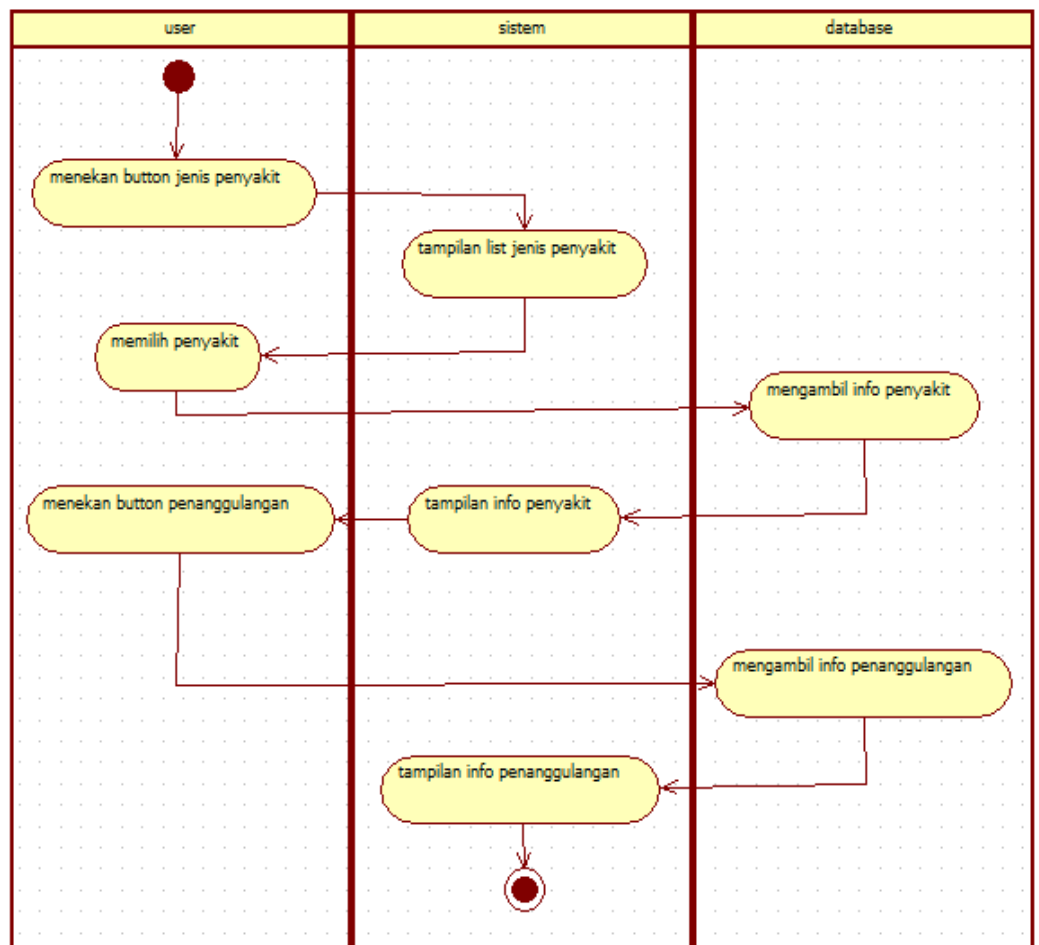 user
sistem
database
menekan button jenis penyakit
tampilan list jenis penyakit
memilih penyakit
mengambil info penyakit
menekan button penanggulangan
tampilan info penyakit
mengambil info penanggulangan
tampilan info penanggulangan